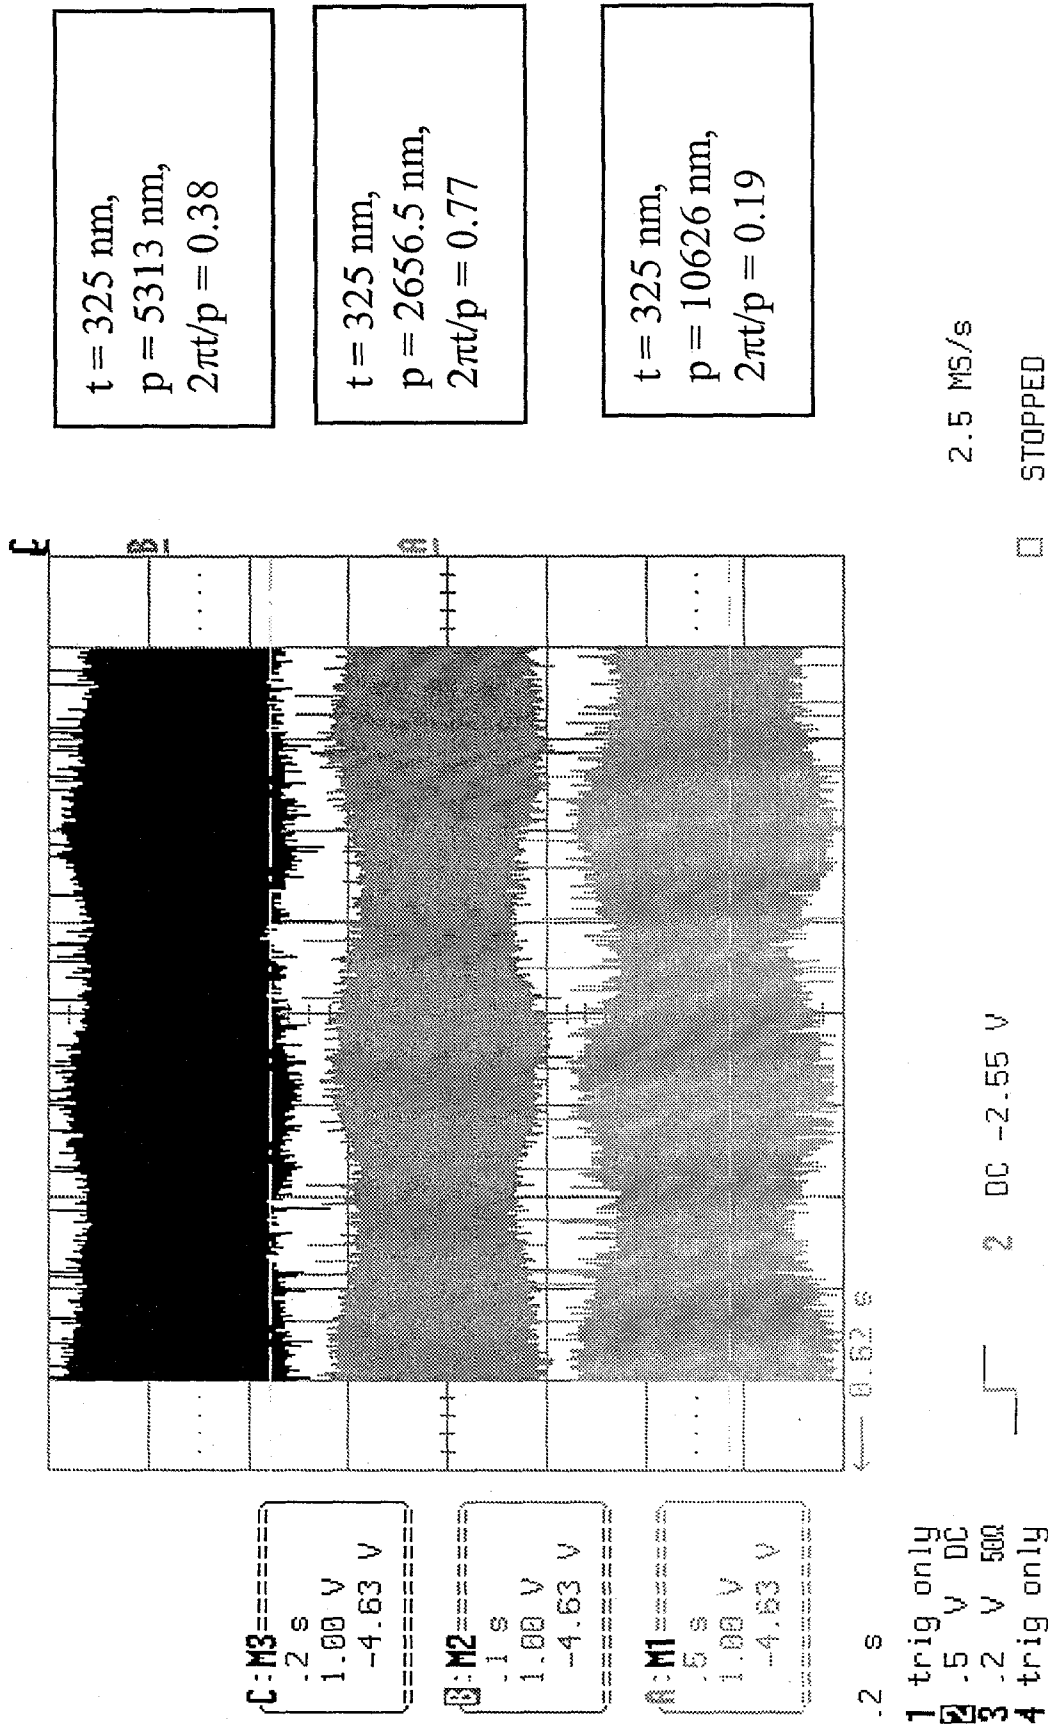 C:M3
.2 s
1.00 V
-4.63 V
B:M2
.1 s
1.00 V
-4.63 V
A:M1
.5 s
1.00 V
-4.63 V
C
B
A
t = 325 nm,
p = 5313 nm,
2πt/p = 0.38
t = 325 nm,
p = 2656.5 nm,
2πt/p = 0.77
t = 325 nm,
p = 10626 nm,
2πt/p = 0.19
← 0.62 s
.2 s
1 trig only
2 .5 V DC
3 .2 V 50Ω
4 trig only
2 DC -2.55 V
2.5 MS/s
□ STOPPED